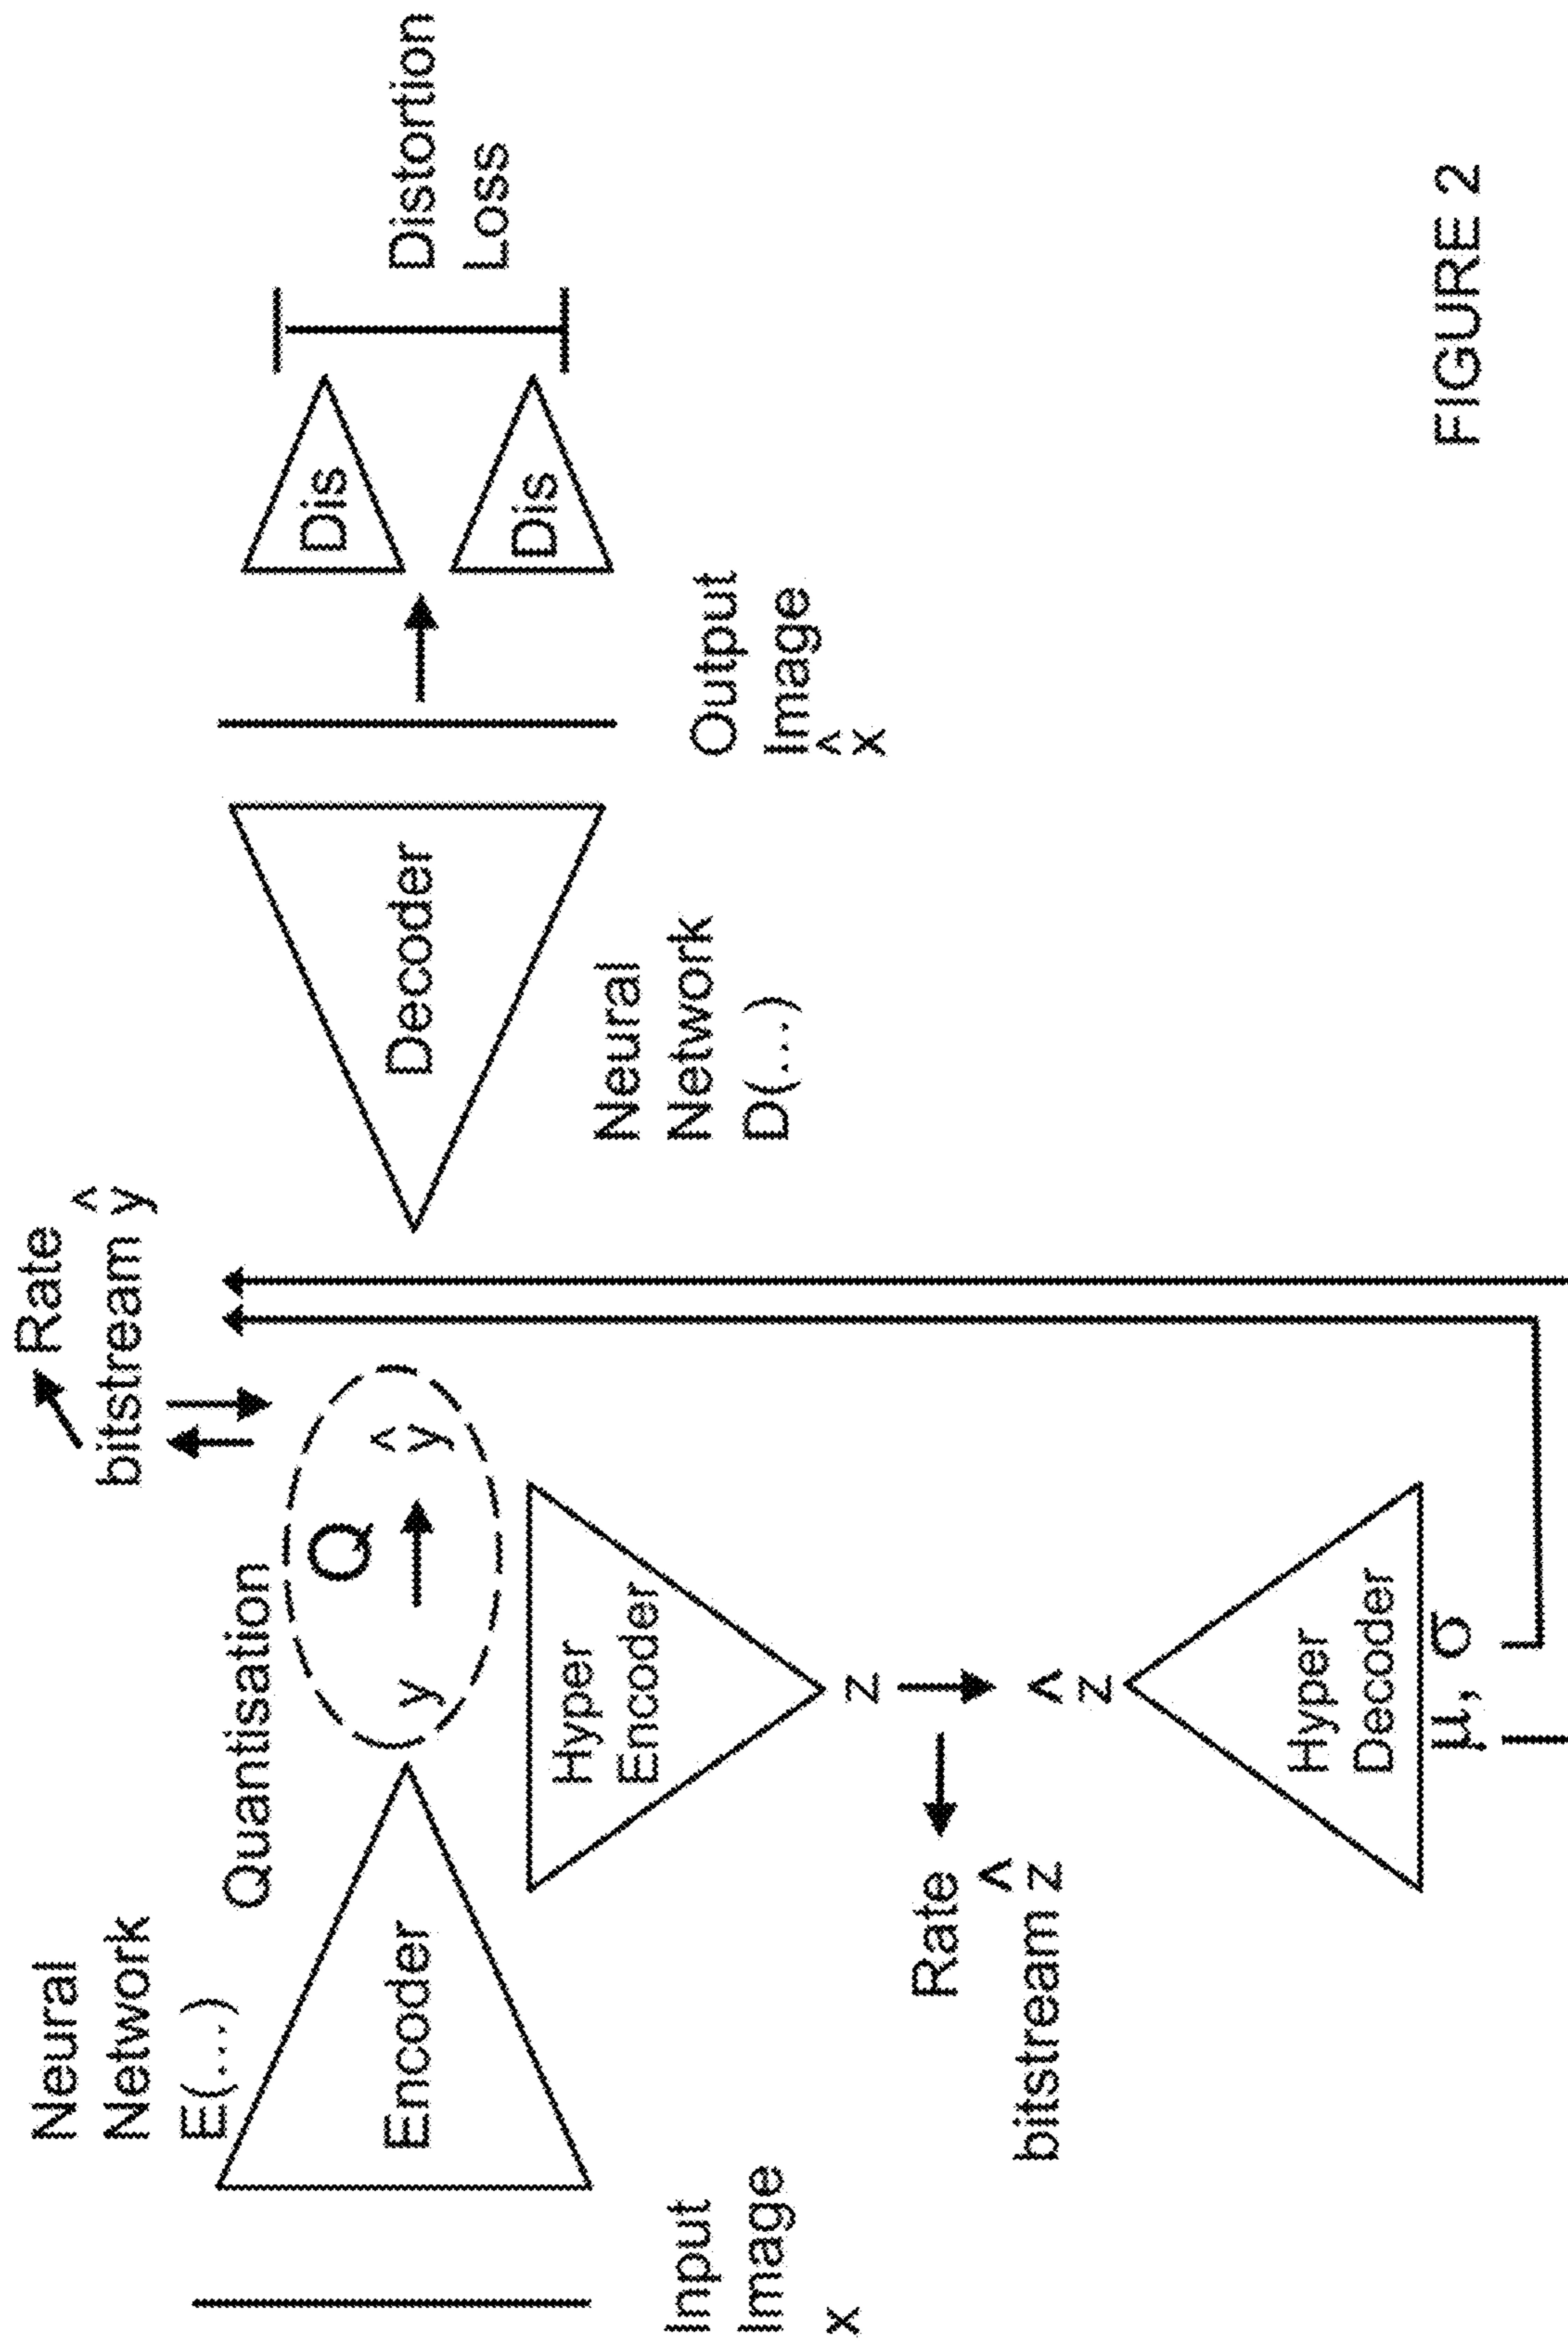 Neural
Network
E(...)
Encoder
Input
Image
x
Quantisation
Q
y
ŷ
Rate
bitstream ŷ
Hyper
Encoder
z
ẑ
Rate
bitstream ẑ
Hyper
Decoder
μ, σ
Decoder
Neural
Network
D(...)
Output
Image
x̂
Dis
Dis
Distortion
Loss
FIGURE 2